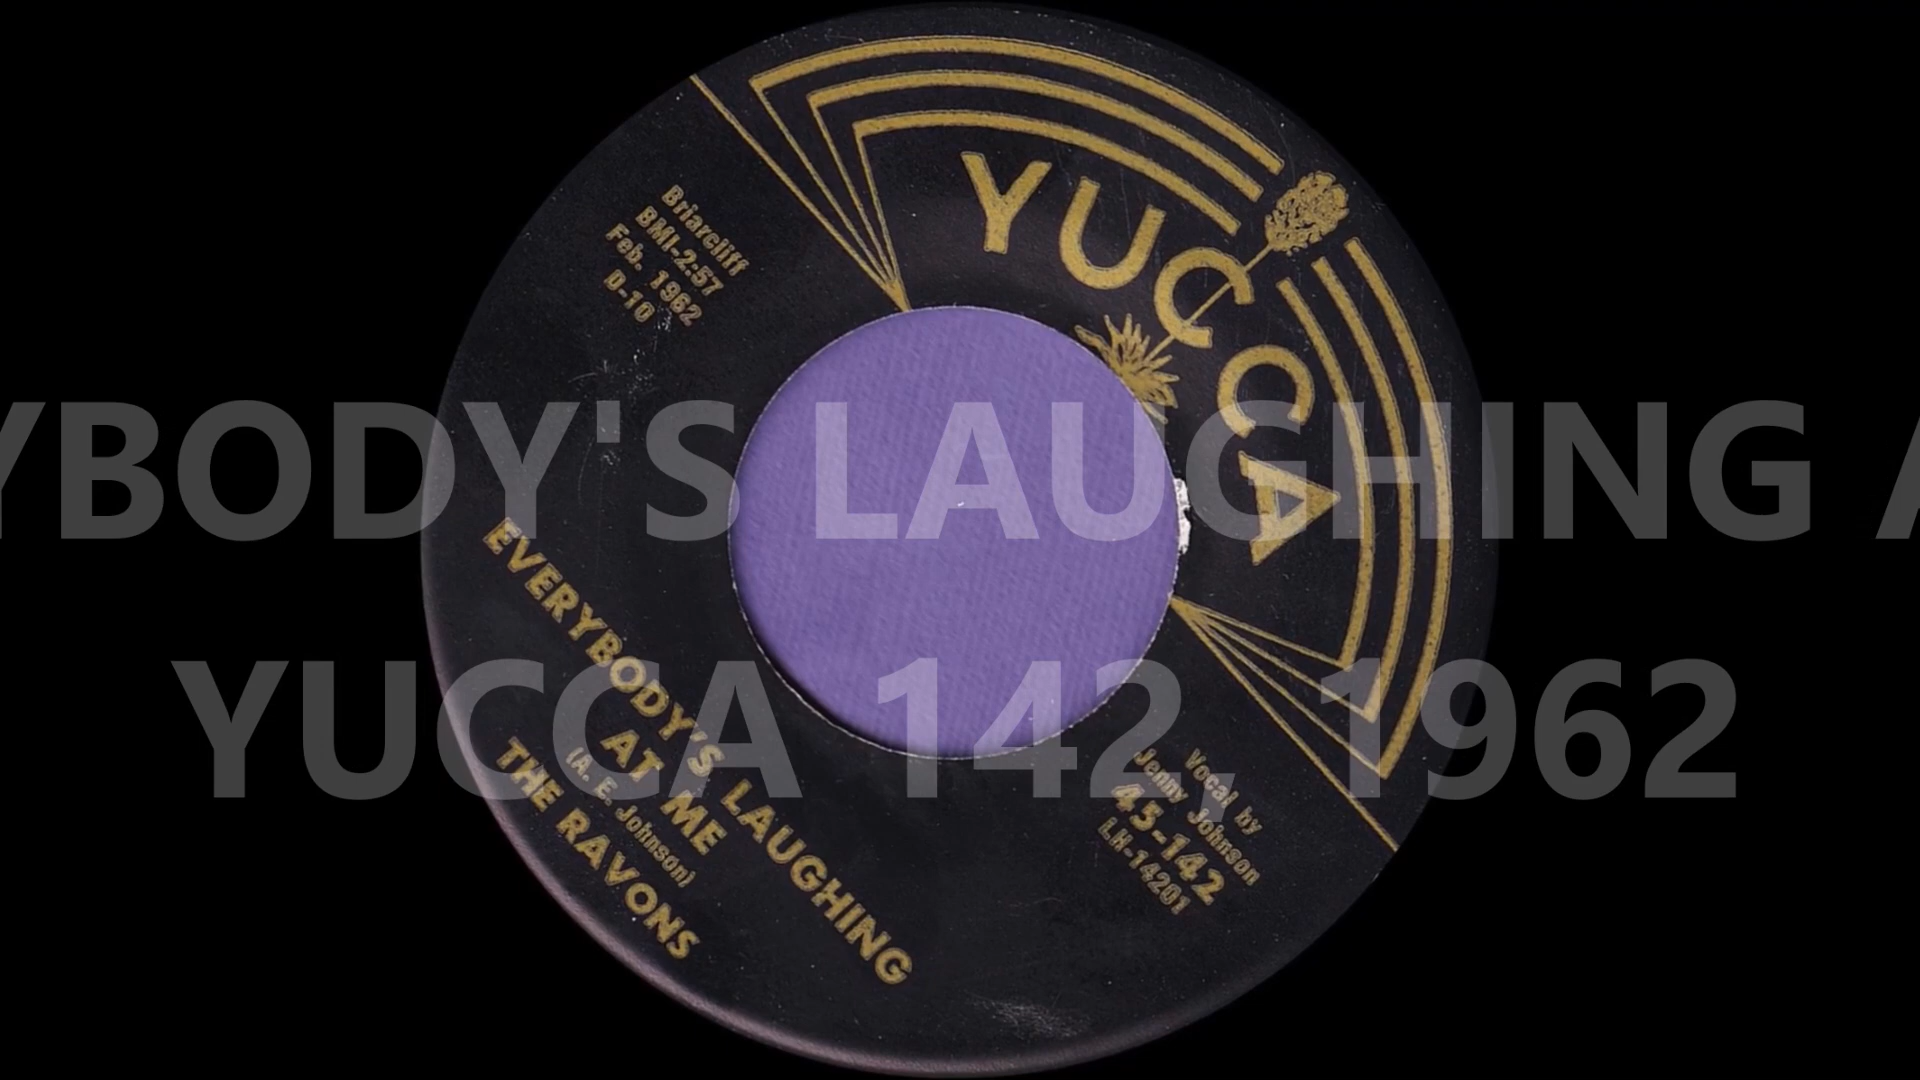 YUCCA
Briarcliff
BMI-2:57
Feb. 1962
D-10
YBODY'S LAUGHING A
YUCCA 142, 1962
EVERYBODY'S LAUGHING
AT ME
(A. E. Johnson)
THE RAVONS
Vocal by
Jenny Johnson
45-142
LH-14201